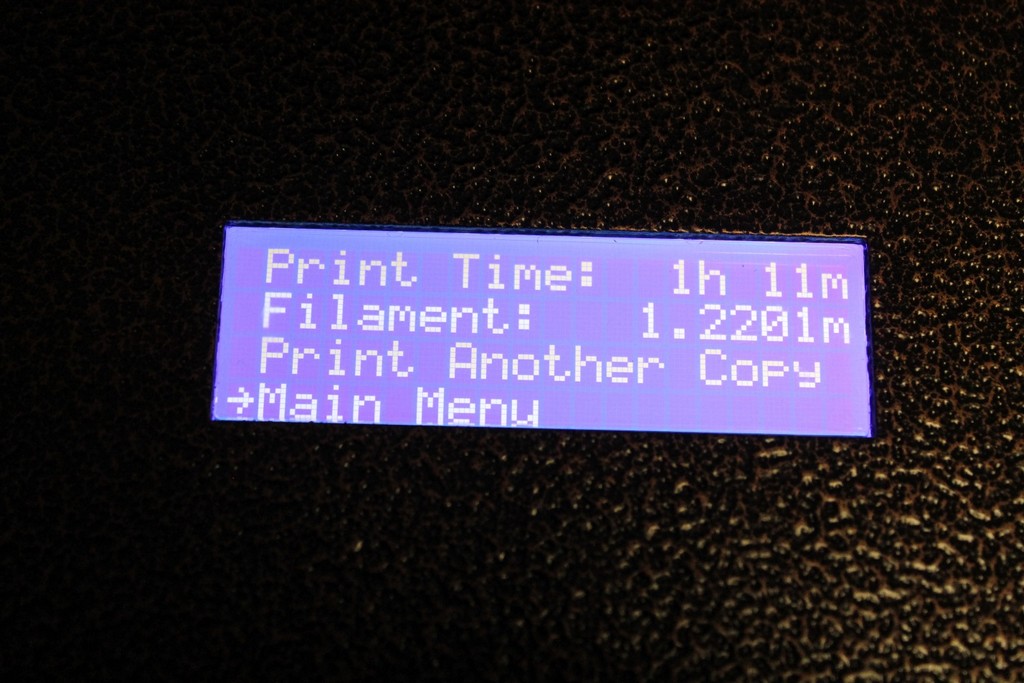 Print Time: 1h 11m
Filament: 1.2201m
Print Another Copy
→Main Menu